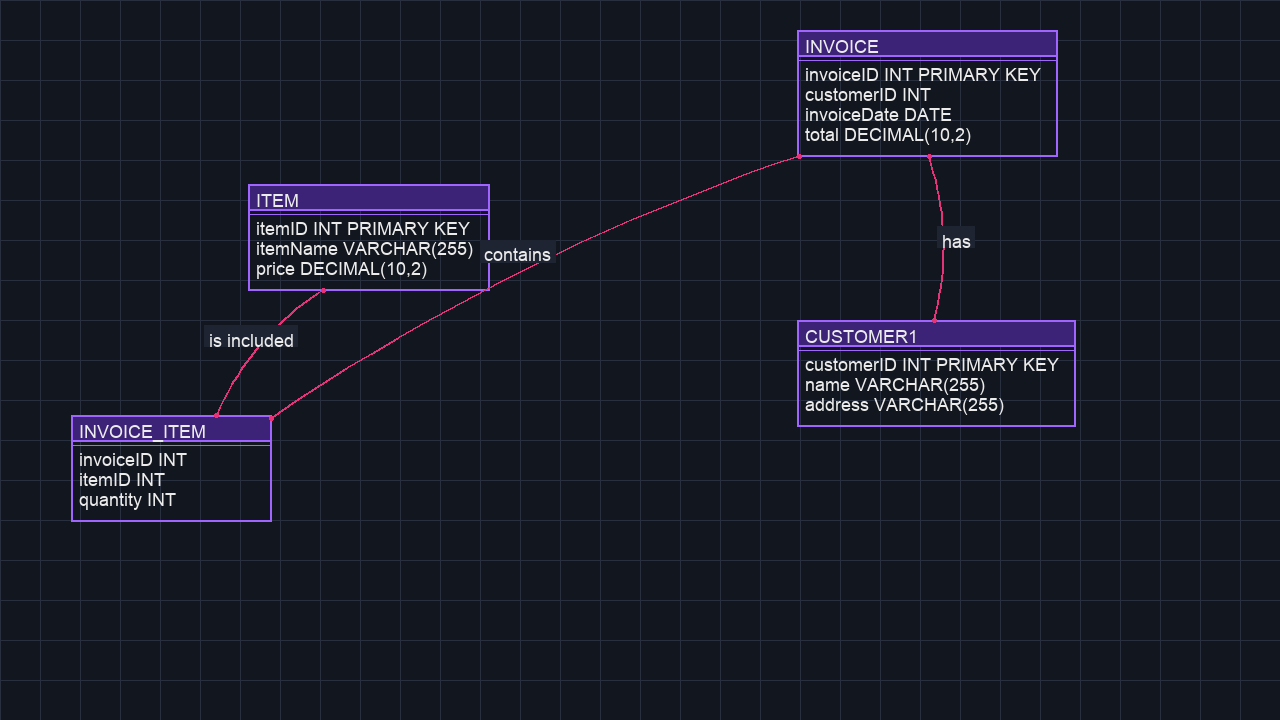 INVOICE
invoiceID INT PRIMARY KEY
customerID INT
invoiceDate DATE
total DECIMAL(10,2)
ITEM
itemID INT PRIMARY KEY
itemName VARCHAR(255)
price DECIMAL(10,2)
contains
has
is included
CUSTOMER1
customerID INT PRIMARY KEY
name VARCHAR(255)
address VARCHAR(255)
INVOICE_ITEM
invoiceID INT
itemID INT
quantity INT